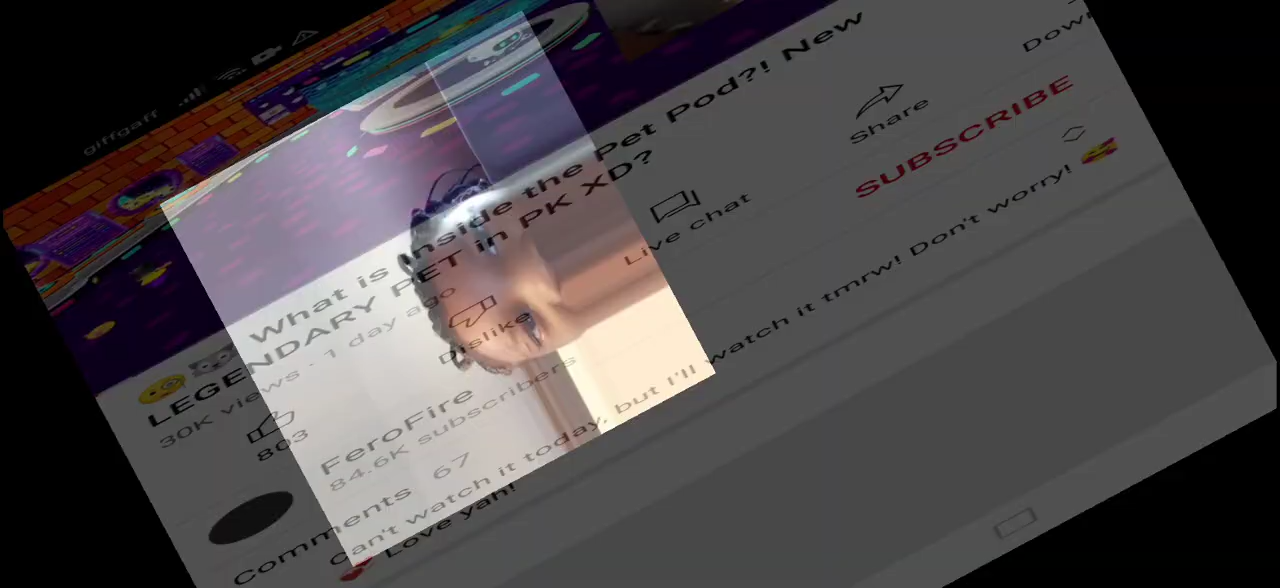 giffgaff
What is inside the Pet Pod?! New
LEGENDARY PET in PK XD?
30K views · 1 day ago
803
Dislike
Live chat
Share
FeroFire
84.6K subscribers
SUBSCRIBE
Comments 67
Can't watch it today, but I'll watch it tmrw! Don't worry!
Love yah!